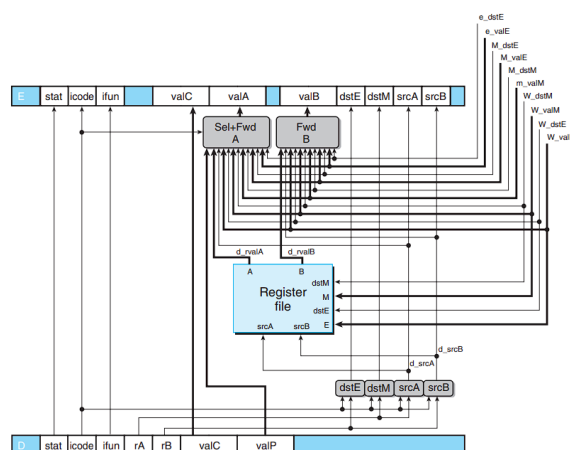 e_dstE
e_valE
M_dstE
M_valE
M_dstM
m_valM
W_dstM
W_valM
W_dstE
W_val
E stat icode ifun valC valA valB dstE dstM srcA srcB
Sel+Fwd
A
Fwd
B
d_rvalA
d_rvalB
A B
dstM
Register
file
M
dstE
srcA srcB E
d_srcB
d_srcA
dstE dstM srcA srcB
D stat icode ifun rA rB valC valP